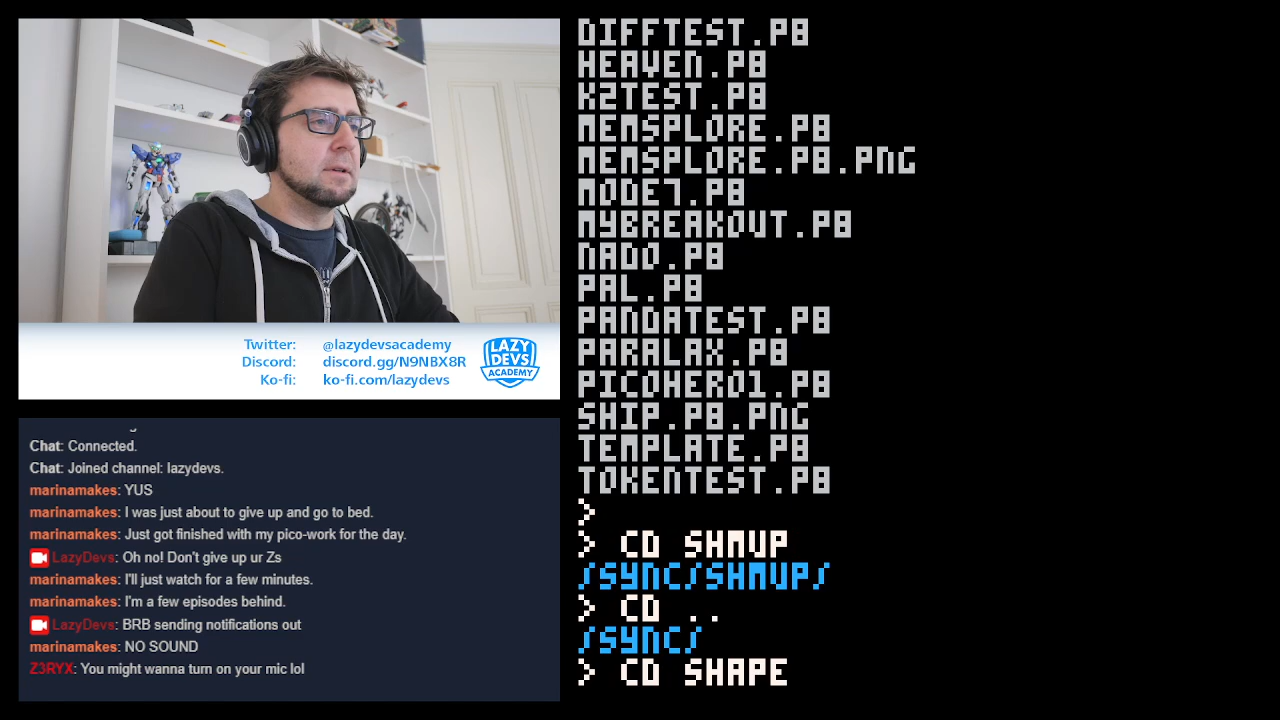 Twitter: @lazydevsacademy
Discord: discord.gg/N9NBX8R
Ko-fi: ko-fi.com/lazydevs
LAZY
DEVS
ACADEMY
Chat: Connected.
Chat: Joined channel: lazydevs.
marinamakes: YUS
marinamakes: I was just about to give up and go to bed.
marinamakes: Just got finished with my pico-work for the day.
LazyDevs: Oh no! Don't give up ur Zs
marinamakes: I'll just watch for a few minutes.
marinamakes: I'm a few episodes behind.
LazyDevs: BRB sending notifications out
marinamakes: NO SOUND
Z3RYX: You might wanna turn on your mic lol
DIFFTEST.P8
HEAVEN.P8
K2TEST.P8
MEMSPLORE.P8
MEMSPLORE.P8.PNG
MODE7.P8
MYBREAKOUT.P8
NADO.P8
PAL.P8
PANDATEST.P8
PARALAX.P8
PICOHERO1.P8
SHIP.P8.PNG
TEMPLATE.P8
TOKENTEST.P8
>
> CD SHMUP
/SYNC/SHMUP/
> CD ..
/SYNC/
> CD SHAPE